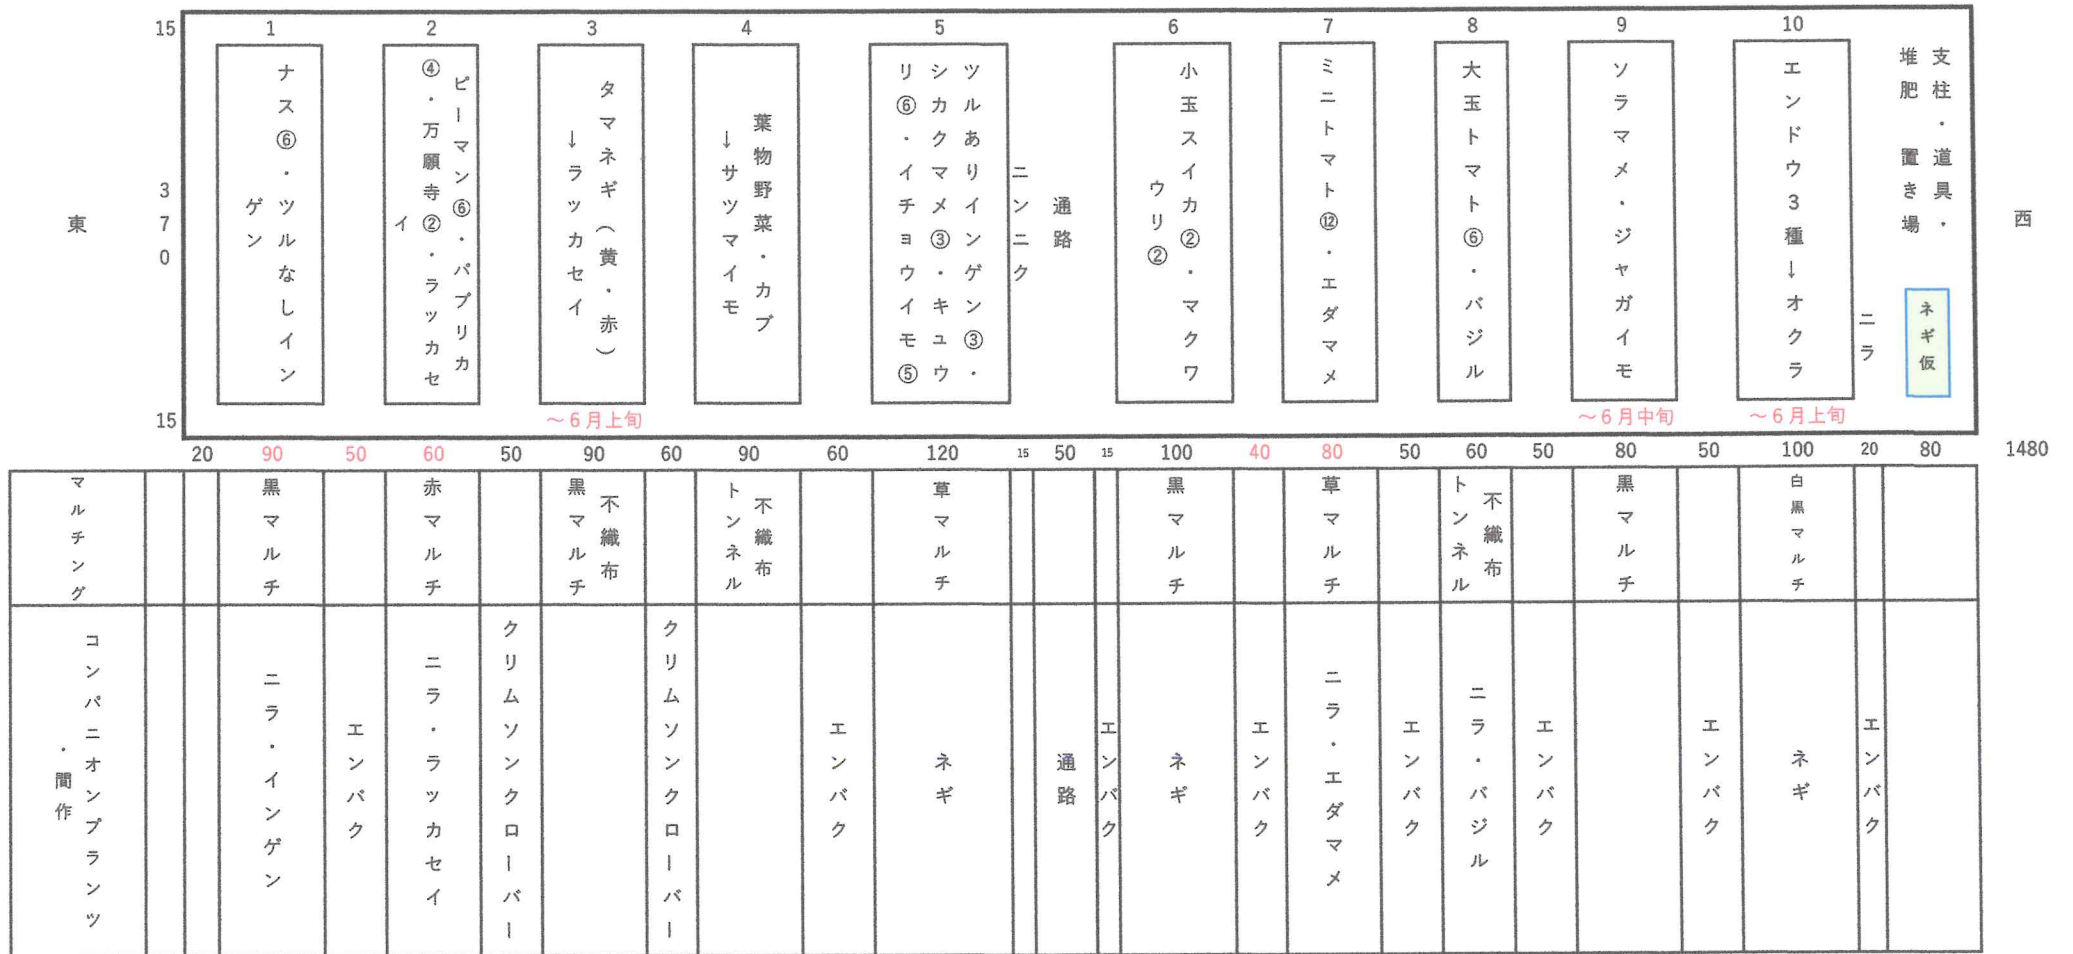 15
1
2
3
4
5
6
7
8
9
10
東
3
7
0
15
ナス⑥・ツルなしイン
ゲン
ピーマン⑥・パプリカ
④・万願寺②・ラッカセ
イ
タマネギ（黄・赤）
→ラッカセイ
〜6月上旬
葉物野菜・カブ
→サツマイモ
ツルありインゲン③・
シカクマメ③・キュウ
リ⑥・イチョウイモ⑤
ニンニク
通路
小玉スイカ②・マクワ
ウリ②
ミニトマト⑫・エダマメ
大玉トマト⑥・バジル
ソラマメ・ジャガイモ
〜6月中旬
エンドウ3種→オクラ
〜6月上旬
ニラ
支柱・道具・
堆肥 置き場
ネギ仮
西
20
90
50
60
50
90
60
90
60
120
15
50
15
100
40
80
50
60
50
80
50
100
20
80
1480
マルチング
黒マルチ
赤マルチ
不織布
黒マルチ
不織布
トンネル
草マルチ
黒マルチ
草マルチ
不織布
トンネル
黒マルチ
白黒マルチ
コンパニオンプランツ
・間作
ニラ・インゲン
エンバク
ニラ・ラッカセイ
クリムソンクローバー
クリムソンクローバー
エンバク
ネギ
通路
エンバク
ネギ
エンバク
ニラ・エダマメ
エンバク
ニラ・バジル
エンバク
エンバク
ネギ
エンバク